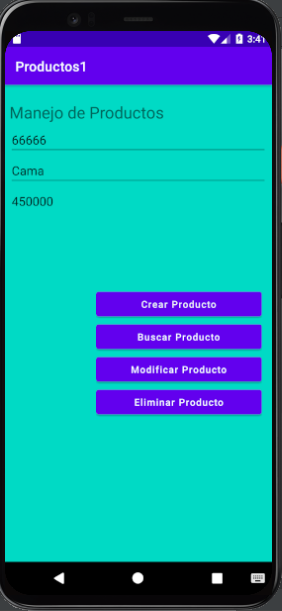 3:41
Productos1
Manejo de Productos
66666
Cama
450000
Crear Producto
Buscar Producto
Modificar Producto
Eliminar Producto